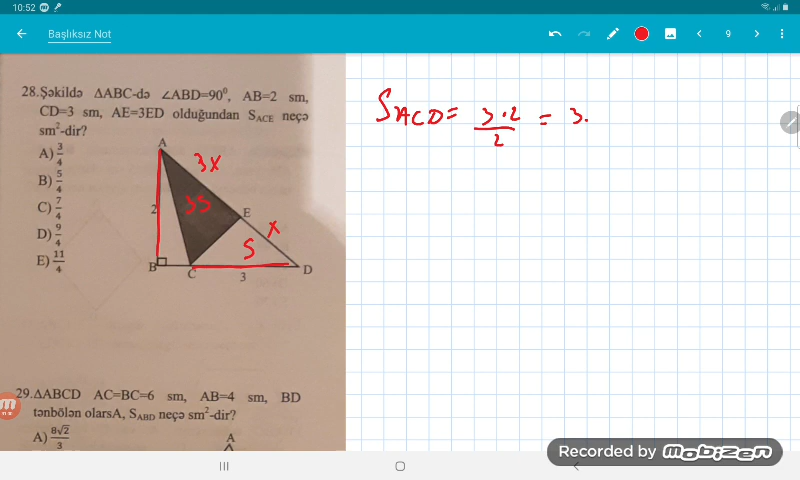 10:52
Başlıksız Not
9
28.Şəkildə ΔABC-də ∠ABD=90⁰, AB=2 sm,
CD=3 sm, AE=3ED olduğundan S_ACE neçə
sm²-dir?
A) 3/4
B) 5/4
C) 7/4
D) 9/4
E) 11/4
A
3x
2
3S
E
x
S
B
C
3
D
S_ACD = 3·2/2 = 3.
29.ΔABCD AC=BC=6 sm, AB=4 sm, BD
tənbölən olarsA, S_ABD neçə sm²-dir?
A) 8√2/3
A
Recorded by
mobizen